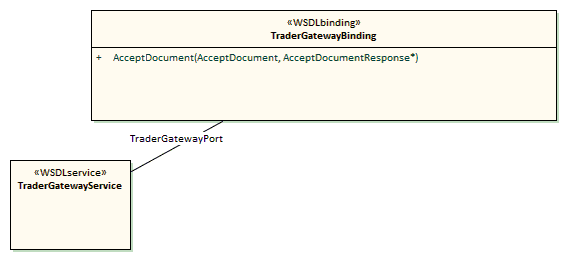 «WSDLbinding»
TraderGatewayBinding
+ AcceptDocument(AcceptDocument, AcceptDocumentResponse*)
TraderGatewayPort
«WSDLservice»
TraderGatewayService